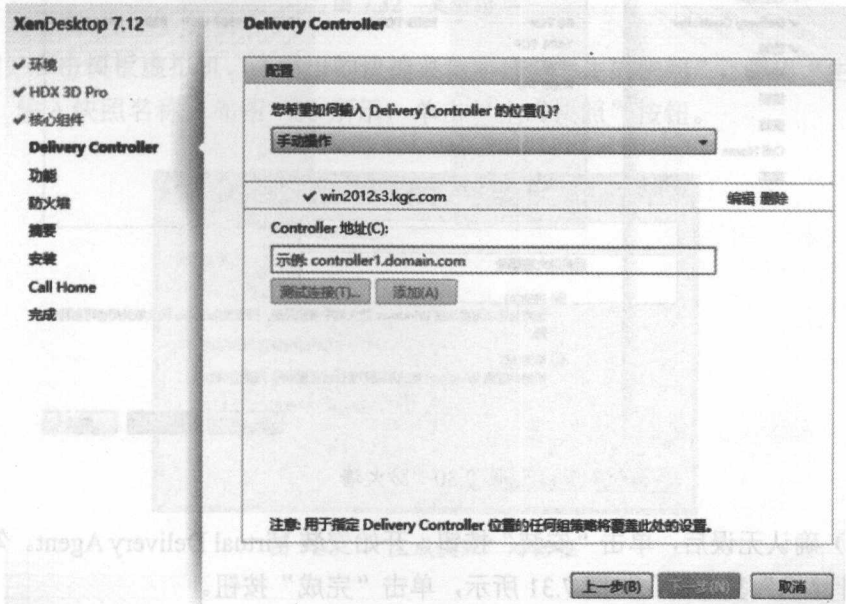 XenDesktop 7.12
Delivery Controller
✔ 环境
✔ HDX 3D Pro
✔ 核心组件
Delivery Controller
功能
防火墙
摘要
安装
Call Home
完成
配置
您希望如何输入 Delivery Controller 的位置(L)?
手动操作
✔ win2012s3.kgc.com
编辑 删除
Controller 地址(C):
示例: controller1.domain.com
测试连接(T)...
添加(A)
注意: 用于指定 Delivery Controller 位置的任何组策略将覆盖此处的设置。
上一步(B)
下一步(N)
取消